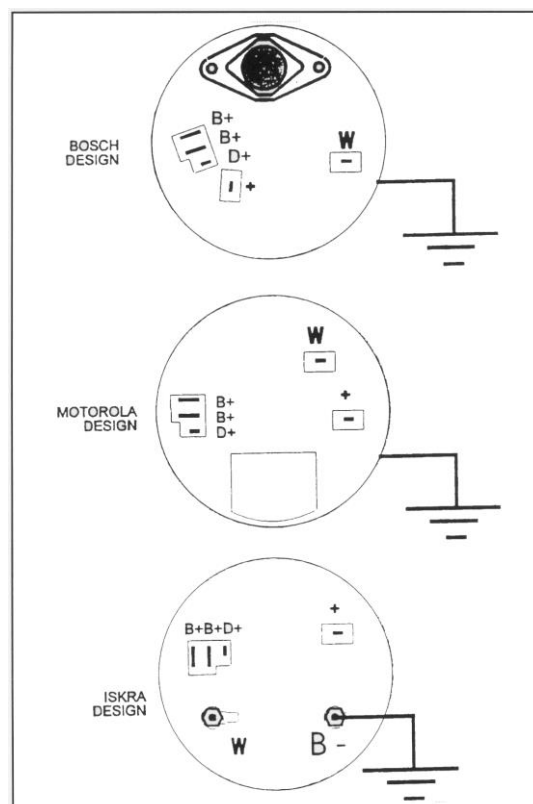 B+
B+
D+
+
W
BOSCH
DESIGN
W
+
B+
B+
D+
MOTOROLA
DESIGN
+
B+B+D+
ISKRA
DESIGN
W
B -